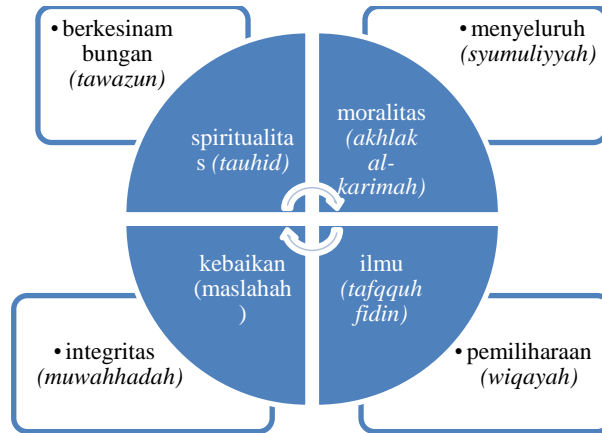 • berkesinam
bungan
(tawazun)
• menyeluruh
(syumuliyyah)
spiritualita
s (tauhid)
moralitas
(akhlak
al-
karimah)
kebaikan
(maslahah
)
ilmu
(tafqquh
fidin)
• integritas
(muwahhadah)
• pemiliharaan
(wiqayah)